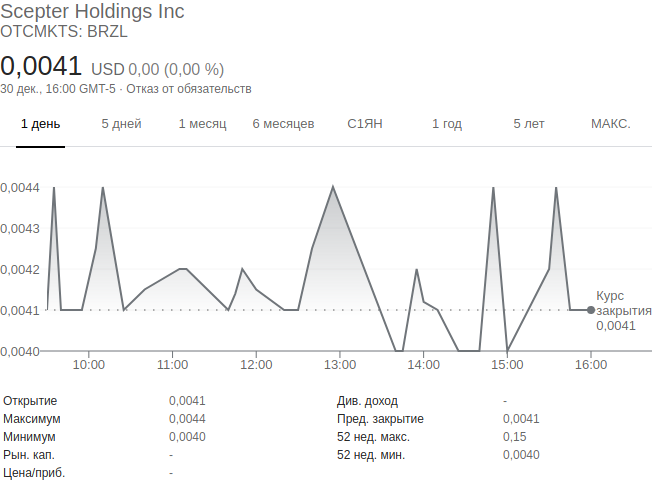 Scepter Holdings Inc
OTCMKTS: BRZL
0,0041 USD 0,00 (0,00 %)
30 дек., 16:00 GMT-5 · Отказ от обязательств
1 день 5 дней 1 месяц 6 месяцев С1ЯН 1 год 5 лет МАКС.
0,0044
0,0043
0,0042
0,0041
0,0040
Курс
закрытия
0,0041
10:00 11:00 12:00 13:00 14:00 15:00 16:00
Открытие 0,0041 Див. доход -
Максимум 0,0044 Пред. закрытие 0,0041
Минимум 0,0040 52 нед. макс. 0,15
Рын. кап. - 52 нед. мин. 0,0040
Цена/приб. -